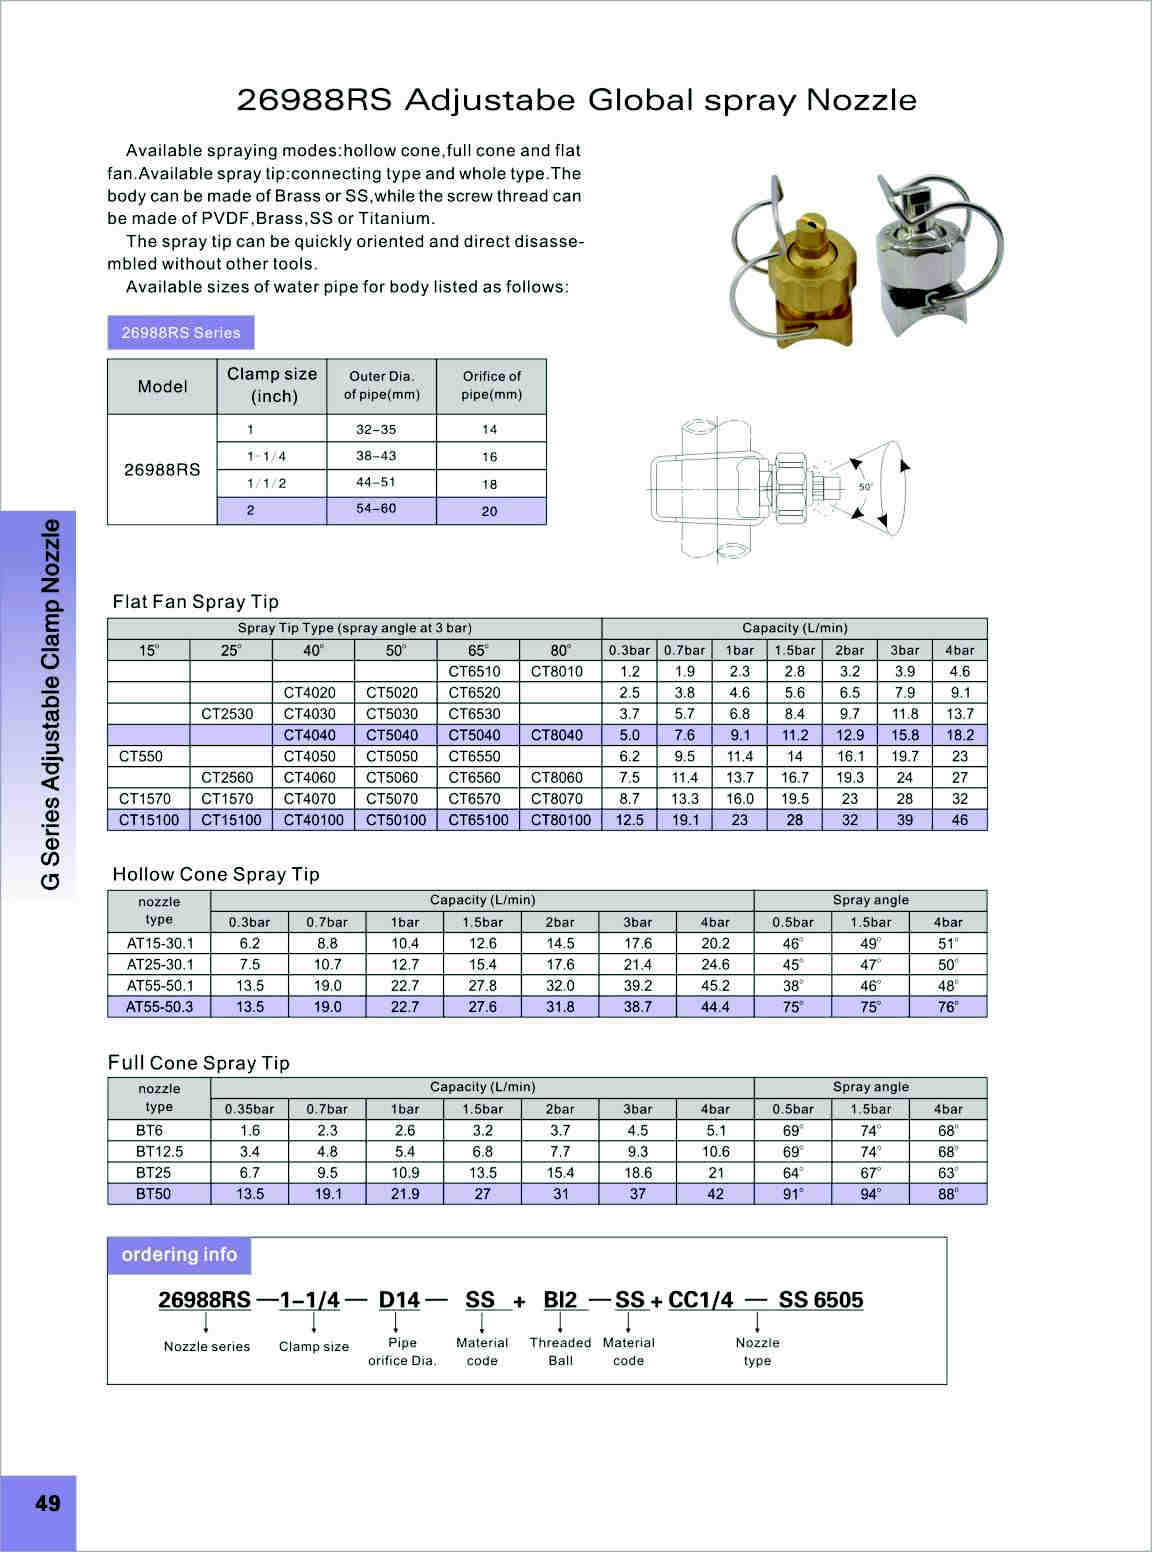 26988RS Adjustabe Global spray Nozzle
Available spraying modes:hollow cone,full cone and flat
fan.Available spray tip:connecting type and whole type.The
body can be made of Brass or SS,while the screw thread can
be made of PVDF,Brass,SS or Titanium.
The spray tip can be quickly oriented and direct disasse-
mbled without other tools.
Available sizes of water pipe for body listed as follows:
26988RS Series
Model Clamp size (inch) Outer Dia. of pipe(mm) Orifice of pipe(mm)
26988RS
1 32-35 14
1-1/4 38-43 16
1/1/2 44-51 18
2 54-60 20
50°
G Series Adjustable Clamp Nozzle
Flat Fan Spray Tip
Spray Tip Type (spray angle at 3 bar) Capacity (L/min)
15° 25° 40° 50° 65° 80° 0.3bar 0.7bar 1bar 1.5bar 2bar 3bar 4bar
CT6510 CT8010 1.2 1.9 2.3 2.8 3.2 3.9 4.6
CT4020 CT5020 CT6520 2.5 3.8 4.6 5.6 6.5 7.9 9.1
CT2530 CT4030 CT5030 CT6530 3.7 5.7 6.8 8.4 9.7 11.8 13.7
CT4040 CT5040 CT5040 CT8040 5.0 7.6 9.1 11.2 12.9 15.8 18.2
CT550 CT4050 CT5050 CT6550 6.2 9.5 11.4 14 16.1 19.7 23
CT2560 CT4060 CT5060 CT6560 CT8060 7.5 11.4 13.7 16.7 19.3 24 27
CT1570 CT1570 CT4070 CT5070 CT6570 CT8070 8.7 13.3 16.0 19.5 23 28 32
CT15100 CT15100 CT40100 CT50100 CT65100 CT80100 12.5 19.1 23 28 32 39 46
Hollow Cone Spray Tip
nozzle type Capacity (L/min) Spray angle
0.3bar 0.7bar 1bar 1.5bar 2bar 3bar 4bar 0.5bar 1.5bar 4bar
AT15-30.1 6.2 8.8 10.4 12.6 14.5 17.6 20.2 46° 49° 51°
AT25-30.1 7.5 10.7 12.7 15.4 17.6 21.4 24.6 45° 47° 50°
AT55-50.1 13.5 19.0 22.7 27.8 32.0 39.2 45.2 38° 46° 48°
AT55-50.3 13.5 19.0 22.7 27.6 31.8 38.7 44.4 75° 75° 76°
Full Cone Spray Tip
nozzle type Capacity (L/min) Spray angle
0.35bar 0.7bar 1bar 1.5bar 2bar 3bar 4bar 0.5bar 1.5bar 4bar
BT6 1.6 2.3 2.6 3.2 3.7 4.5 5.1 69° 74° 68°
BT12.5 3.4 4.8 5.4 6.8 7.7 9.3 10.6 69° 74° 68°
BT25 6.7 9.5 10.9 13.5 15.4 18.6 21 64° 67° 63°
BT50 13.5 19.1 21.9 27 31 37 42 91° 94° 88°
ordering info
26988RS — 1-1/4 — D14 — SS + BI2 — SS + CC1/4 — SS 6505
Nozzle series Clamp size Pipe orifice Dia. Material code Threaded Ball Material code Nozzle type
49